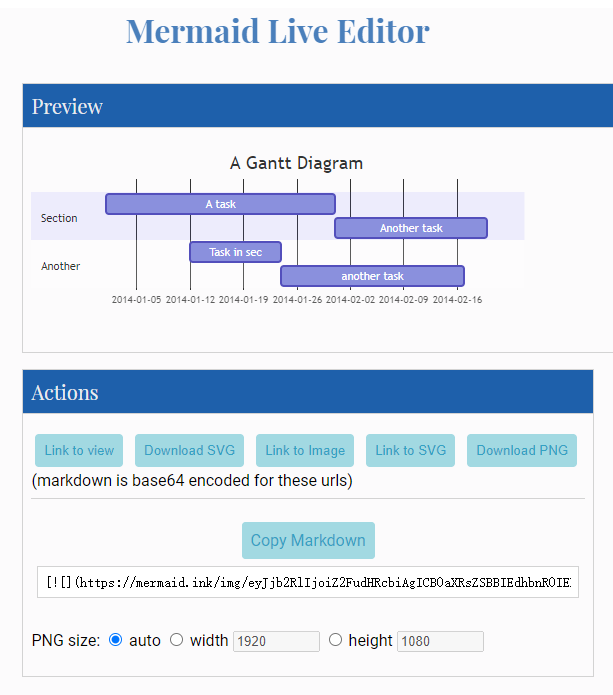 Mermaid Live Editor
Preview
A Gantt Diagram
A task
Section
Another task
Task in sec
Another
another task
2014-01-05 2014-01-12 2014-01-19 2014-01-26 2014-02-02 2014-02-09 2014-02-16
Actions
Link to view Download SVG Link to Image Link to SVG Download PNG
(markdown is base64 encoded for these urls)
Copy Markdown
[![](https://mermaid.ink/img/eyJjb2RlIjoiZ2FudHRcbiAgICB0aXRsZSBBIEdhbnR0IE
PNG size: auto width 1920 height 1080